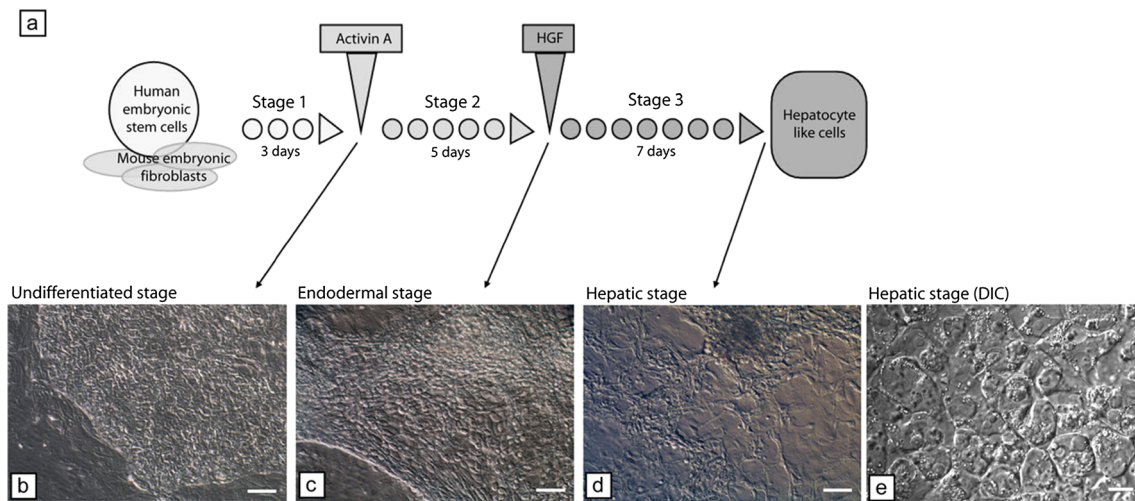 a
Activin A
HGF
Human
embryonic
stem cells
Mouse embryonic
fibroblasts
Stage 1
3 days
Stage 2
5 days
Stage 3
7 days
Hepatocyte
like cells
Undifferentiated stage
Endodermal stage
Hepatic stage
Hepatic stage (DIC)
b
c
d
e